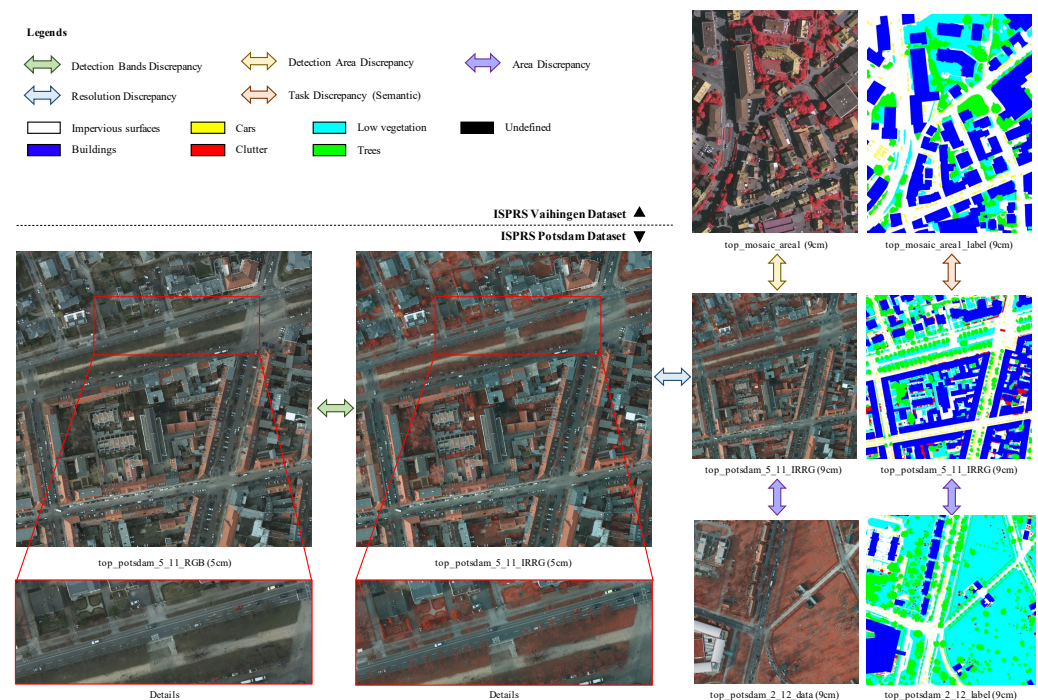 Legends
Detection Bands Discrepancy
Detection Area Discrepancy
Area Discrepancy
Resolution Discrepancy
Task Discrepancy (Semantic)
Impervious surfaces
Cars
Low vegetation
Undefined
Buildings
Clutter
Trees
ISPRS Vaihingen Dataset ▲
ISPRS Potsdam Dataset ▼
top_mosaic_area1 (9cm)
top_mosaic_area1_label (9cm)
top_potsdam_5_11_IRRG (9cm)
top_potsdam_5_11_IRRG (9cm)
top_potsdam_5_11_RGB (5cm)
top_potsdam_5_11_IRRG (5cm)
Details
Details
top_potsdam_2_12_data (9cm)
top_potsdam_2_12_label (9cm)